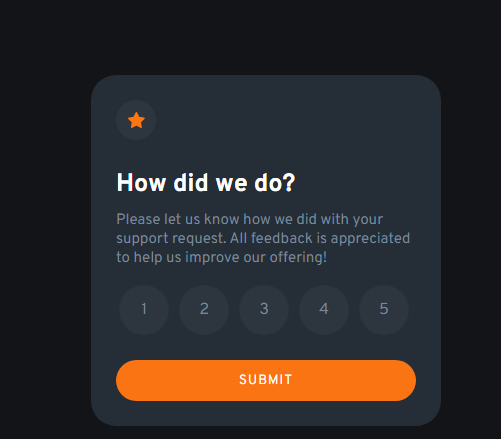 How did we do?
Please let us know how we did with your
support request. All feedback is appreciated
to help us improve our offering!
1 2 3 4 5
SUBMIT